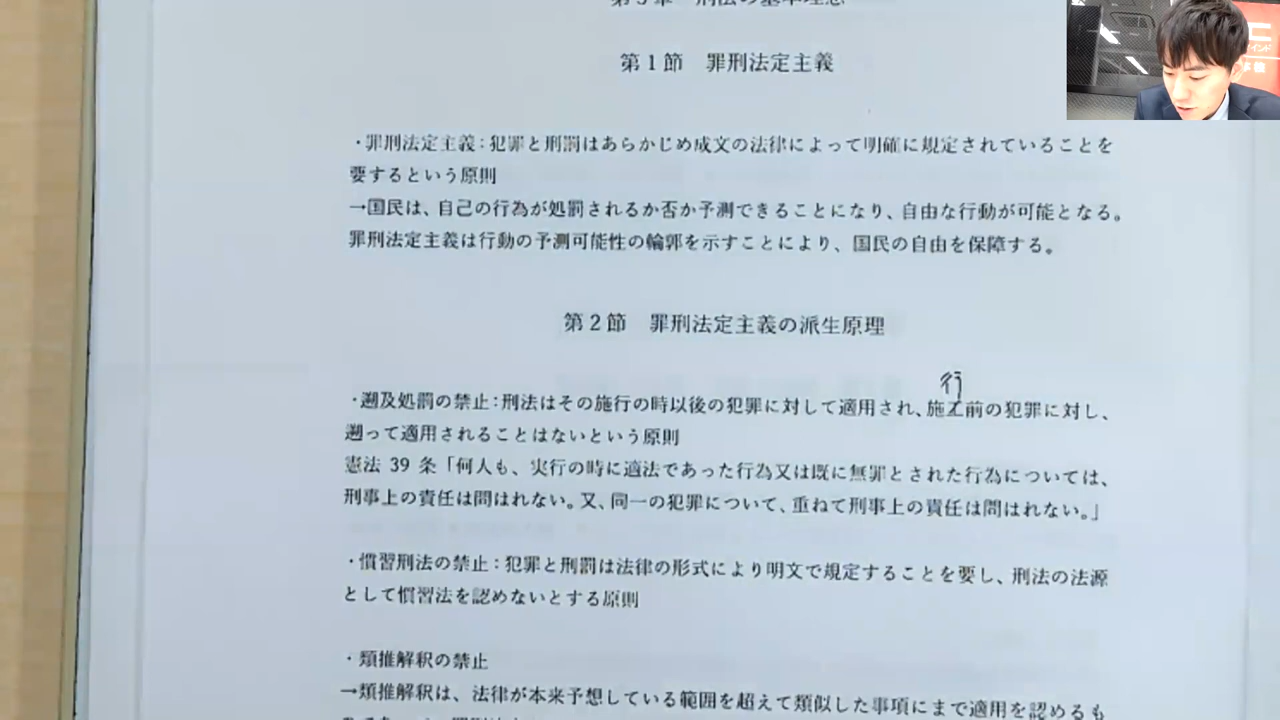 第3章 刑法の基本理念
第1節 罪刑法定主義
・罪刑法定主義：犯罪と刑罰はあらかじめ成文の法律によって明確に規定されていることを
要するという原則
→国民は、自己の行為が処罰されるか否か予測できることになり、自由な行動が可能となる。
罪刑法定主義は行動の予測可能性の輪郭を示すことにより、国民の自由を保障する。
第2節 罪刑法定主義の派生原理
行
・遡及処罰の禁止：刑法はその施行の時以後の犯罪に対して適用され、施工前の犯罪に対し、
遡って適用されることはないという原則
憲法 39 条「何人も、実行の時に適法であった行為又は既に無罪とされた行為については、
刑事上の責任は問はれない。又、同一の犯罪について、重ねて刑事上の責任は問はれない。」
・慣習刑法の禁止：犯罪と刑罰は法律の形式により明文で規定することを要し、刑法の法源
として慣習法を認めないとする原則
・類推解釈の禁止
→類推解釈は、法律が本来予想している範囲を超えて類似した事項にまで適用を認めるも